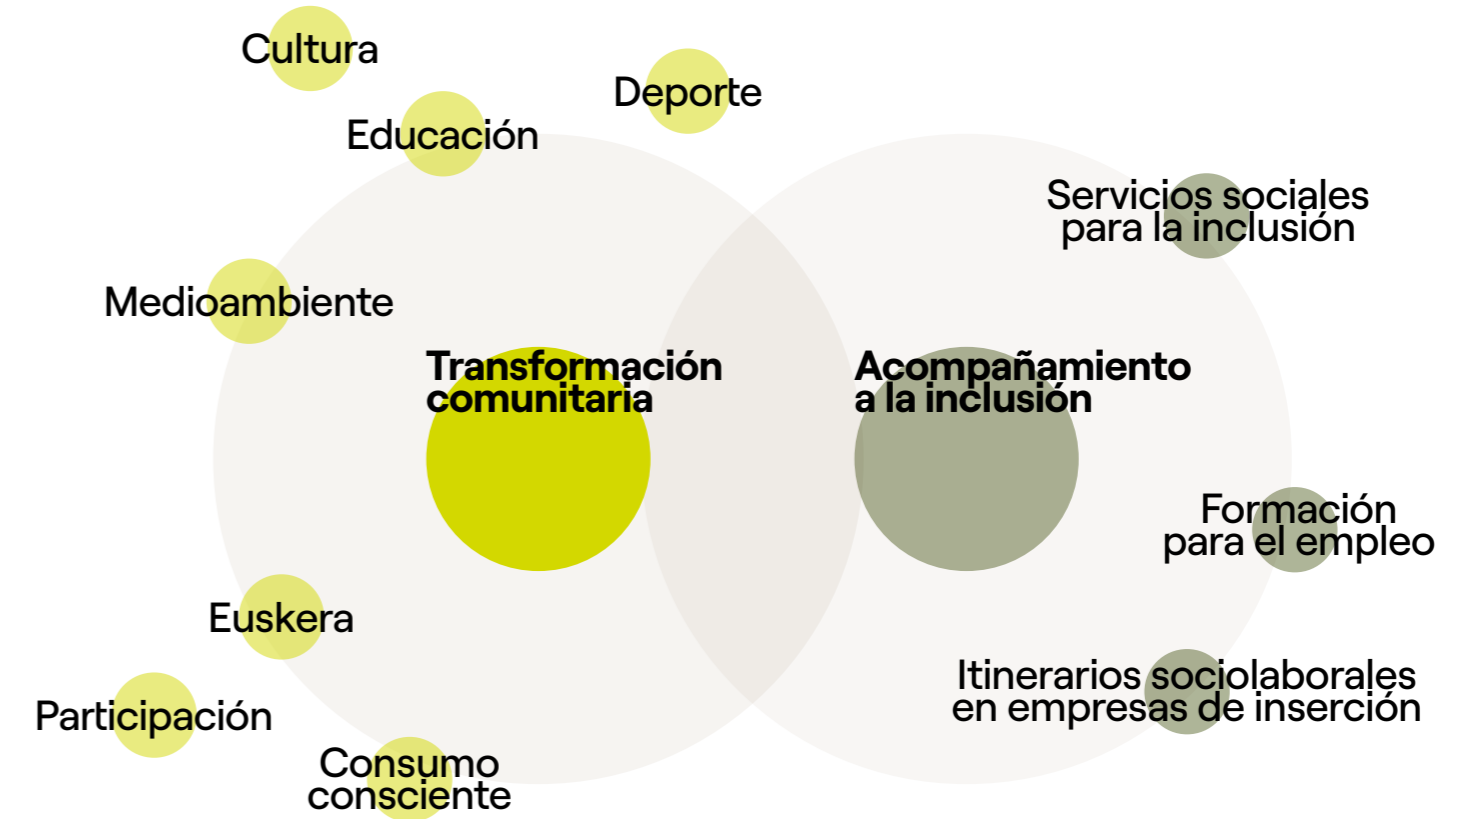 Cultura
Deporte
Educación
Servicios sociales
para la inclusión
Medioambiente
Transformación
comunitaria
Acompañamiento
a la inclusión
Formación
para el empleo
Euskera
Itinerarios sociolaborales
en empresas de inserción
Participación
Consumo
consciente